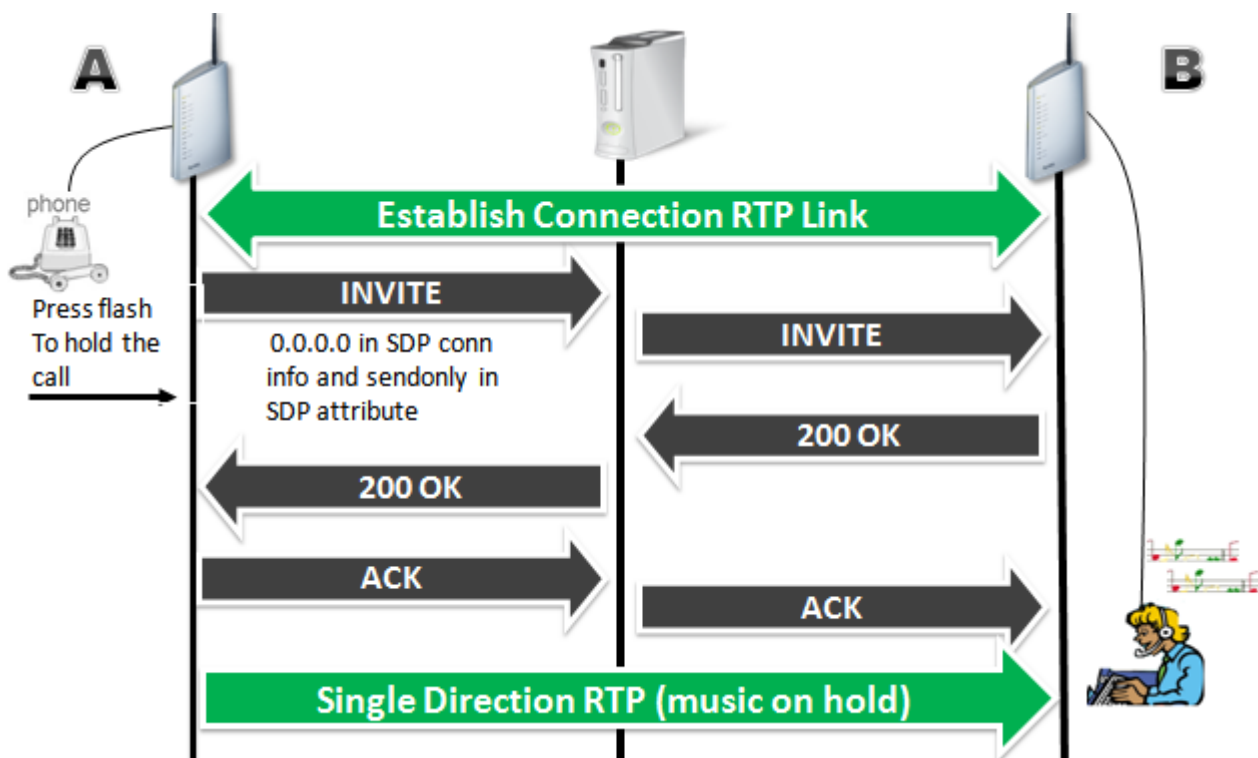 A
B
phone
Establish Connection RTP Link
INVITE
Press flash
To hold the
call
0.0.0.0 in SDP conn
info and sendonly in
SDP attribute
INVITE
200 OK
200 OK
ACK
ACK
Single Direction RTP (music on hold)